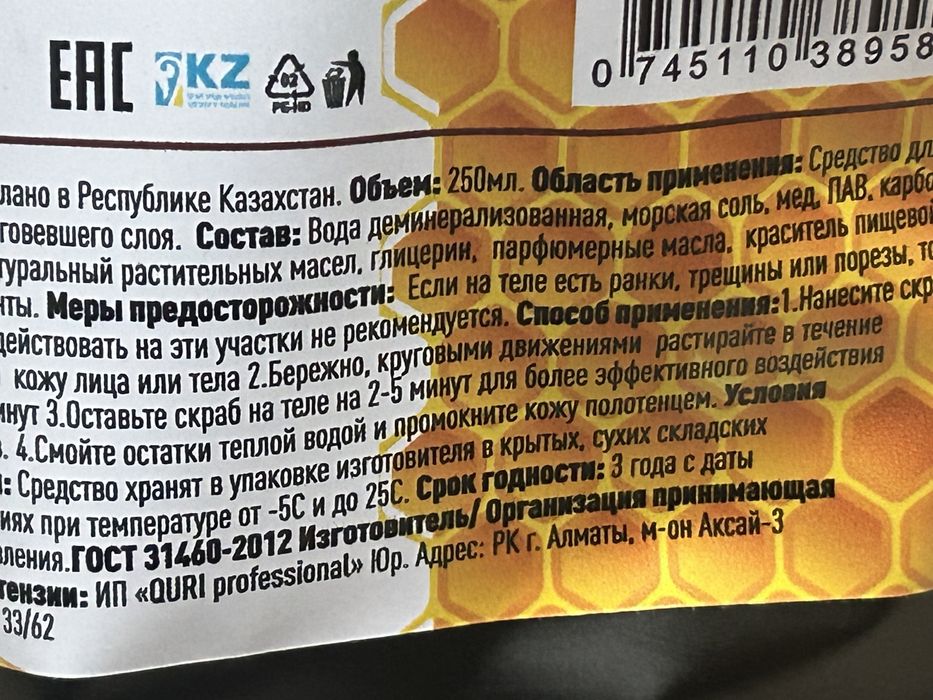 EAC
KZ
02
PE-HD
0 745110 38958
лано в Республике Казахстан. Объем: 250мл. Область применения: Средство дл
говевшего слоя. Состав: Вода деминерализованная, морская соль, мед, ПАВ, карбо
туральный растительных масел, глицерин, парфюмерные масла, краситель пищевой
нты. Меры предосторожности: Если на теле есть ранки, трещины или порезы, то
действовать на эти участки не рекомендуется. Способ применения:1.Нанесите скр
кожу лица или тела 2.Бережно, круговыми движениями растирайте в течение
инут 3.Оставьте скраб на теле на 2-5 минут для более эффективного воздействия
. 4.Смойте остатки теплой водой и промокните кожу полотенцем. Условия
: Средство хранят в упаковке изготовителя в крытых, сухих складских
иях при температуре от -5С и до 25С. Срок годности: 3 года с даты
вления.ГОСТ 31460-2012 Изготовитель/ Организация принимающая
тензии: ИП «QURI professional» Юр. Адрес: РК г. Алматы, м-он Аксай-3
33/62